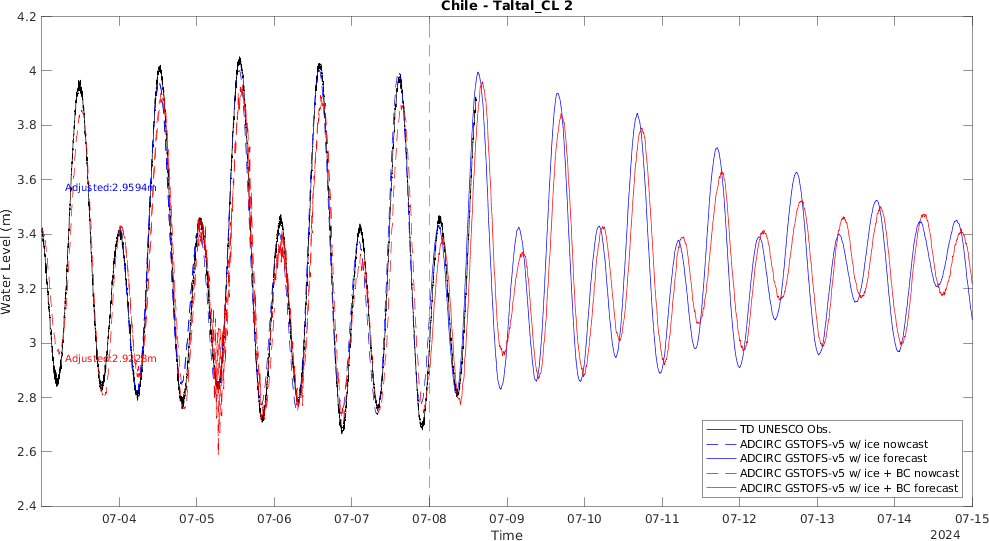 Chile - Taltal_CL 2
4.2
4
3.8
3.6
3.4
3.2
3
2.8
2.6
2.4
Water Level (m)
Adjusted:2.9594m
Adjusted:2.9228m
TD UNESCO Obs.
ADCIRC GSTOFS-v5 w/ ice nowcast
ADCIRC GSTOFS-v5 w/ ice forecast
ADCIRC GSTOFS-v5 w/ ice + BC nowcast
ADCIRC GSTOFS-v5 w/ ice + BC forecast
07-04 07-05 07-06 07-07 07-08 07-09 07-10 07-11 07-12 07-13 07-14 07-15
Time
2024